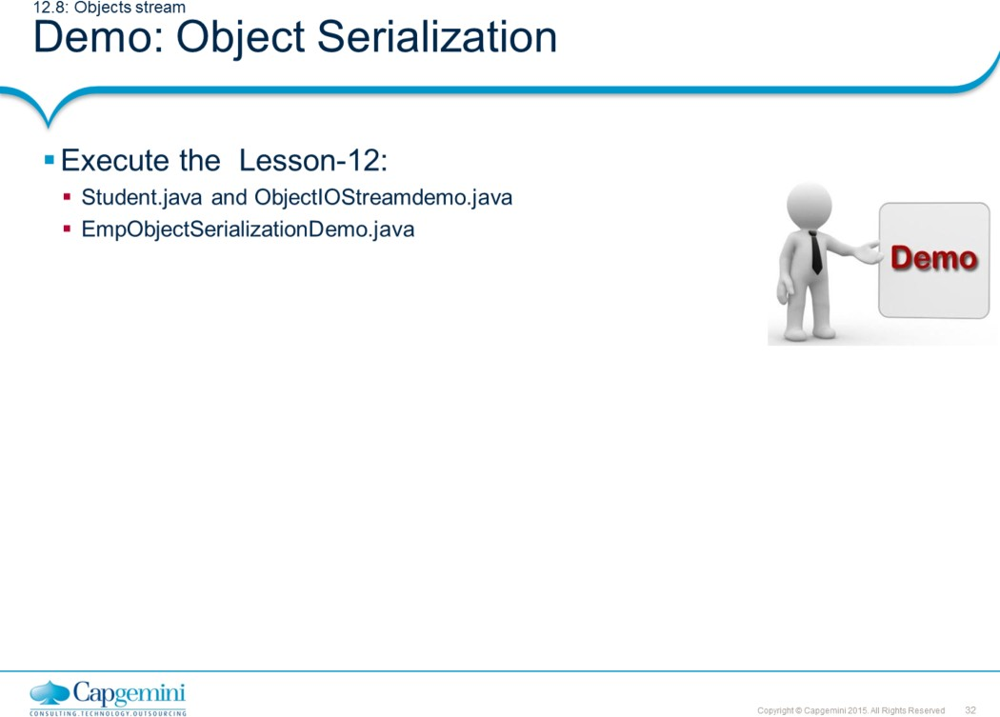 12.8: Objects stream
Demo: Object Serialization
Execute the  Lesson-12:
Student.java and ObjectIOStreamdemo.java
EmpObjectSerializationDemo.java
Demo
Capgemini
CONSULTING.TECHNOLOGY.OUTSOURCING
Copyright © Capgemini 2015. All Rights Reserved 32